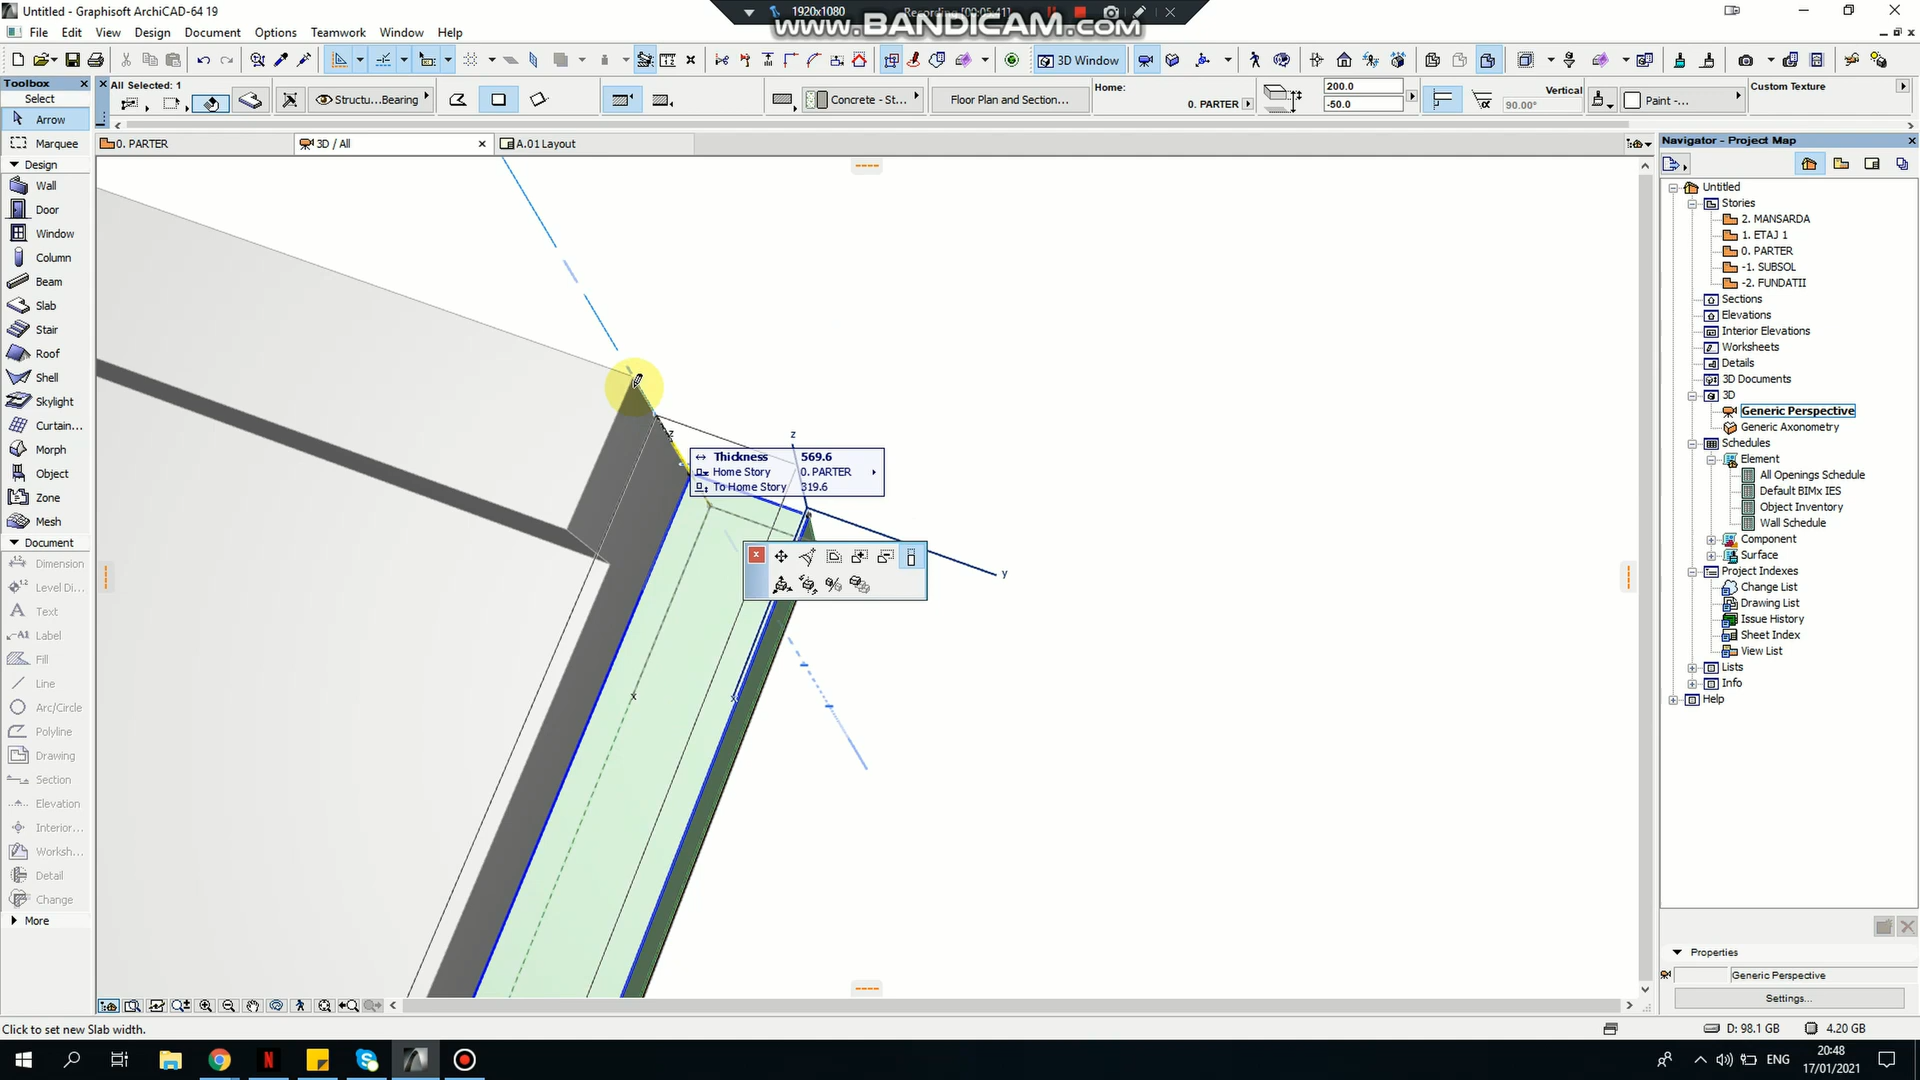 Untitled - Graphisoft ArchiCAD-64 19
1920x1080
Recording [00:05:41]
www.BANDICAM.com
File Edit View Design Document Options Teamwork Window Help
3D Window
Toolbox
Select
Arrow
Marquee
Design
Wall
Door
Window
Column
Beam
Slab
Stair
Roof
Shell
Skylight
Curtain...
Morph
Object
Zone
Mesh
Document
Dimension
Level Di...
Text
Label
Fill
Line
Arc/Circle
Polyline
Drawing
Section
Elevation
Interior...
Worksh...
Detail
Change
More
All Selected: 1
Structu...Bearing
Concrete - St...
Floor Plan and Section...
Home:
0. PARTER
200.0
-50.0
Vertical
90.00°
Paint -...
Custom Texture
0. PARTER
3D / All
A.01 Layout
z
z
Thickness 569.6
Home Story 0. PARTER
To Home Story 319.6
y
x
x
Navigator - Project Map
Untitled
Stories
2. MANSARDA
1. ETAJ 1
0. PARTER
-1. SUBSOL
-2. FUNDATII
Sections
Elevations
Interior Elevations
Worksheets
Details
3D Documents
3D
Generic Perspective
Generic Axonometry
Schedules
Element
All Openings Schedule
Default BIMx IES
Object Inventory
Wall Schedule
Component
Surface
Project Indexes
Change List
Drawing List
Issue History
Sheet Index
View List
Lists
Info
Help
Properties
Generic Perspective
Settings...
Click to set new Slab width.
D: 98.1 GB
4.20 GB
ENG
20:48
17/01/2021